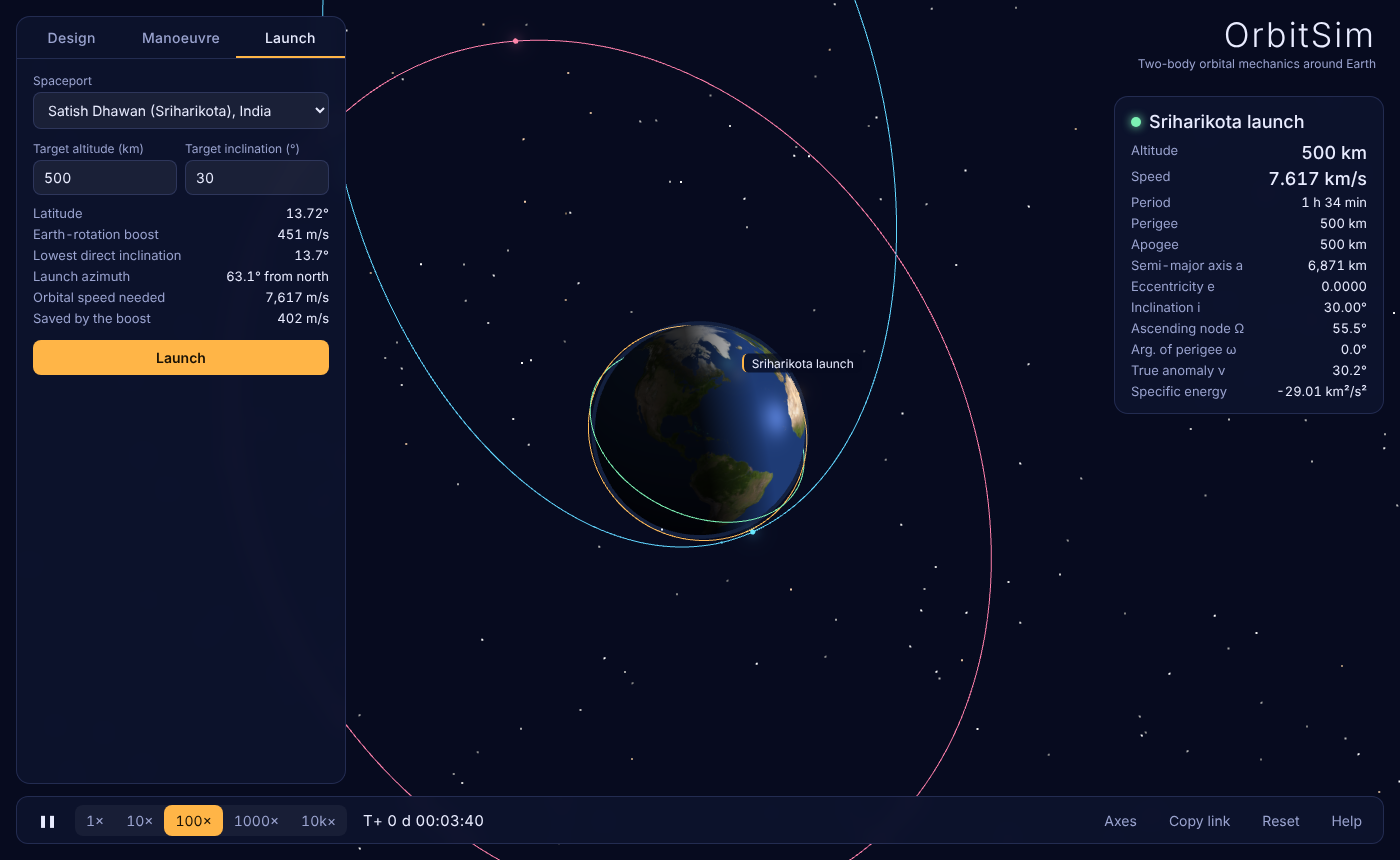 Design Manoeuvre Launch
Spaceport
Satish Dhawan (Sriharikota), India
Target altitude (km) Target inclination (°)
500 30
Latitude 13.72°
Earth-rotation boost 451 m/s
Lowest direct inclination 13.7°
Launch azimuth 63.1° from north
Orbital speed needed 7,617 m/s
Saved by the boost 402 m/s
Launch
Sriharikota launch
OrbitSim
Two-body orbital mechanics around Earth
Sriharikota launch
Altitude 500 km
Speed 7.617 km/s
Period 1 h 34 min
Perigee 500 km
Apogee 500 km
Semi-major axis a 6,871 km
Eccentricity e 0.0000
Inclination i 30.00°
Ascending node Ω 55.5°
Arg. of perigee ω 0.0°
True anomaly ν 30.2°
Specific energy -29.01 km²/s²
1× 10× 100× 1000× 10k× T+ 0 d 00:03:40
Axes Copy link Reset Help